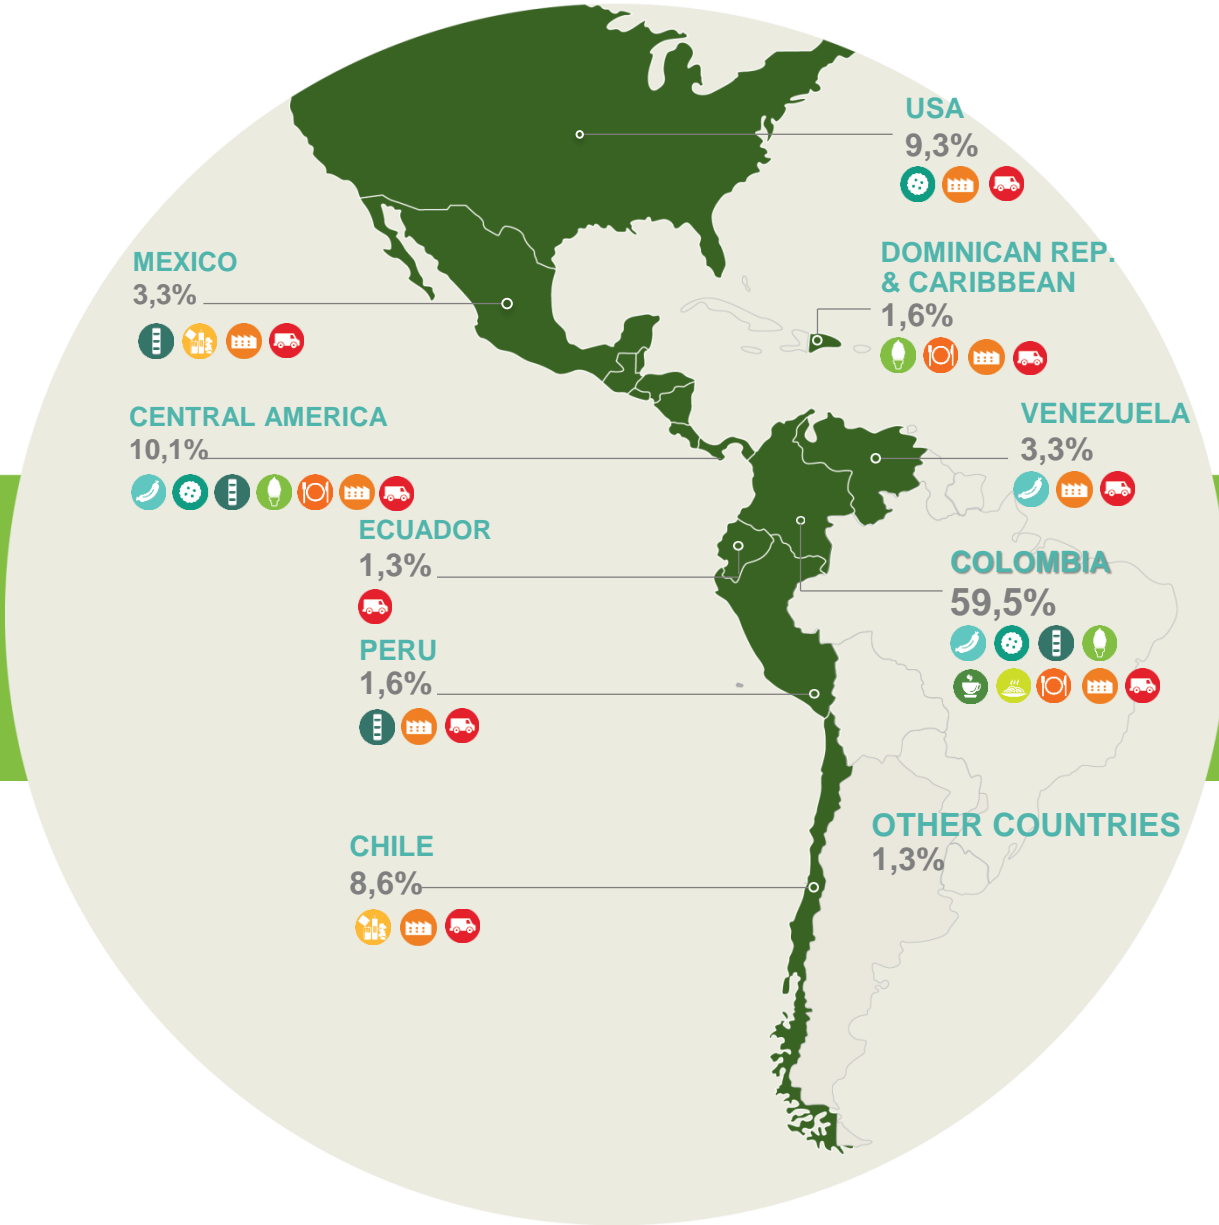 USA
9,3%
MEXICO
3,3%
DOMINICAN REP.
& CARIBBEAN
1,6%
CENTRAL AMERICA
10,1%
VENEZUELA
3,3%
ECUADOR
1,3%
COLOMBIA
59,5%
PERU
1,6%
OTHER COUNTRIES
1,3%
CHILE
8,6%